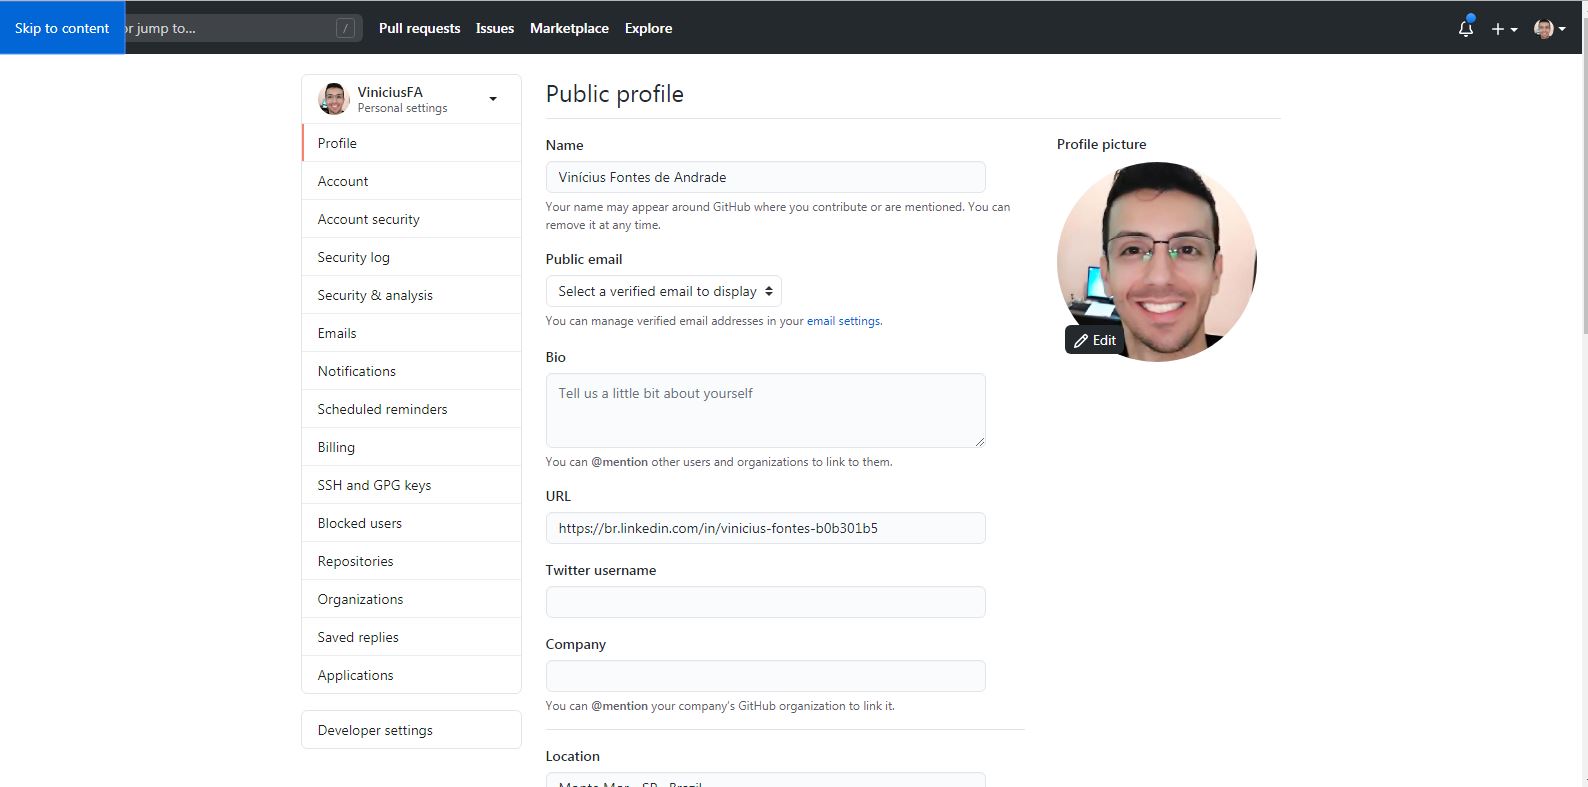 Skip to content
or jump to...
/
Pull requests
Issues
Marketplace
Explore
ViniciusFA
Personal settings
Profile
Account
Account security
Security log
Security & analysis
Emails
Notifications
Scheduled reminders
Billing
SSH and GPG keys
Blocked users
Repositories
Organizations
Saved replies
Applications
Developer settings
Public profile
Name
Vinícius Fontes de Andrade
Your name may appear around GitHub where you contribute or are mentioned. You can
remove it at any time.
Public email
Select a verified email to display
You can manage verified email addresses in your email settings.
Bio
Tell us a little bit about yourself
You can @mention other users and organizations to link to them.
URL
https://br.linkedin.com/in/vinicius-fontes-b0b301b5
Twitter username
Company
You can @mention your company's GitHub organization to link it.
Location
Monte Mor - SP - Brazil
Profile picture
Edit